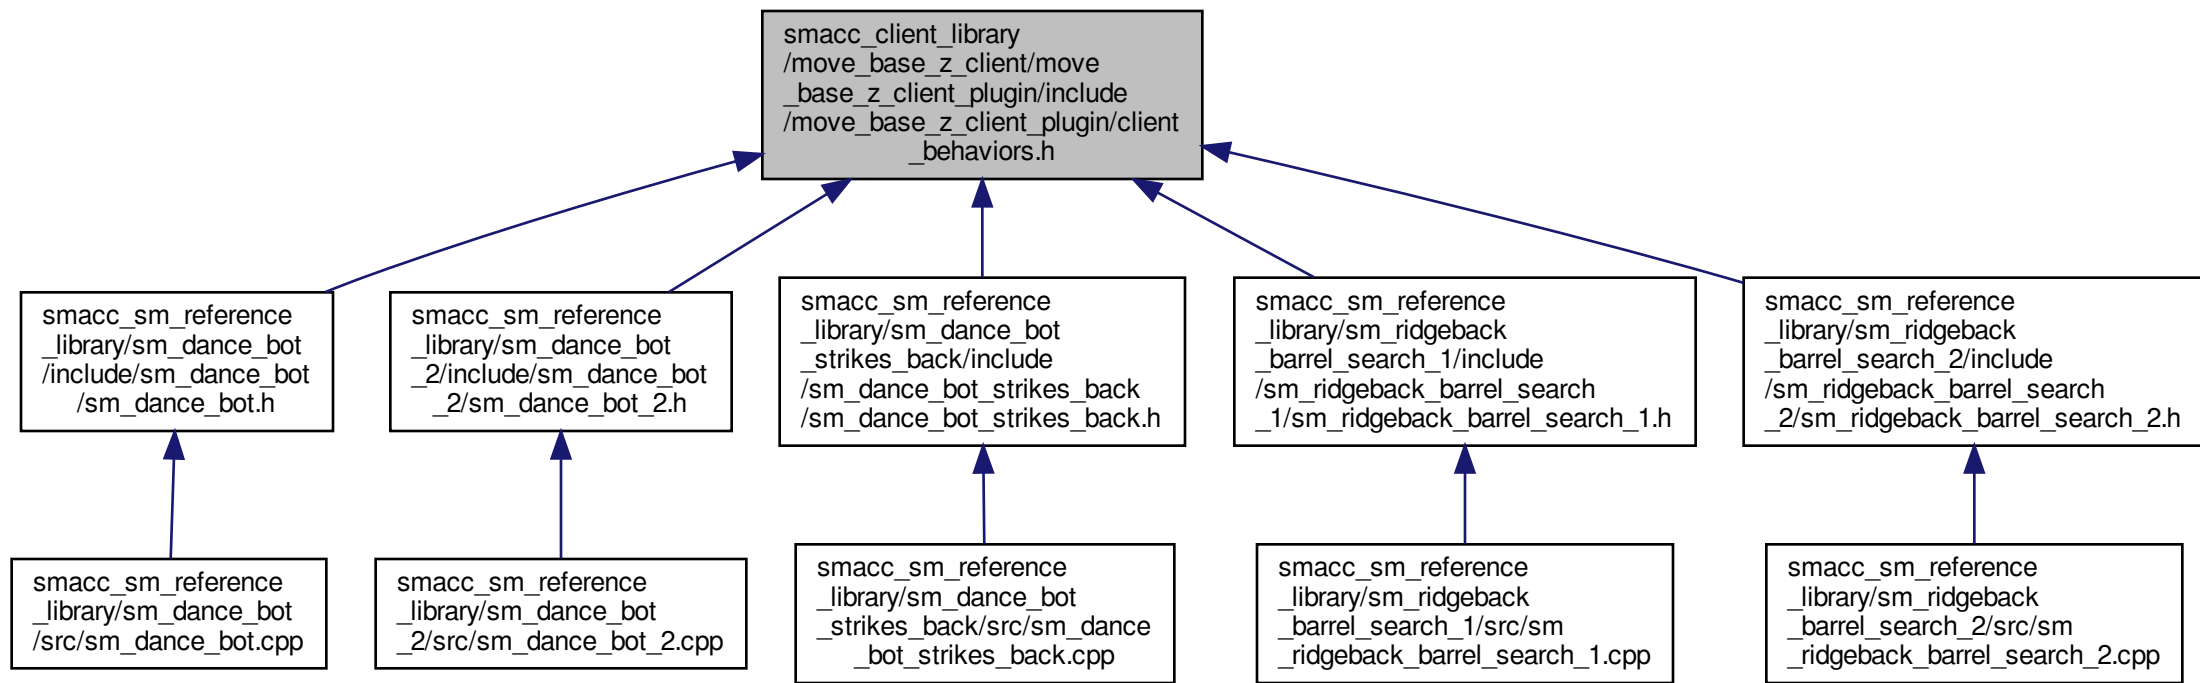 smacc_client_library
/move_base_z_client/move
_base_z_client_plugin/include
/move_base_z_client_plugin/client
_behaviors.h
smacc_sm_reference
_library/sm_dance_bot
/include/sm_dance_bot
/sm_dance_bot.h
smacc_sm_reference
_library/sm_dance_bot
_2/include/sm_dance_bot
_2/sm_dance_bot_2.h
smacc_sm_reference
_library/sm_dance_bot
_strikes_back/include
/sm_dance_bot_strikes_back
/sm_dance_bot_strikes_back.h
smacc_sm_reference
_library/sm_ridgeback
_barrel_search_1/include
/sm_ridgeback_barrel_search
_1/sm_ridgeback_barrel_search_1.h
smacc_sm_reference
_library/sm_ridgeback
_barrel_search_2/include
/sm_ridgeback_barrel_search
_2/sm_ridgeback_barrel_search_2.h
smacc_sm_reference
_library/sm_dance_bot
/src/sm_dance_bot.cpp
smacc_sm_reference
_library/sm_dance_bot
_2/src/sm_dance_bot_2.cpp
smacc_sm_reference
_library/sm_dance_bot
_strikes_back/src/sm_dance
_bot_strikes_back.cpp
smacc_sm_reference
_library/sm_ridgeback
_barrel_search_1/src/sm
_ridgeback_barrel_search_1.cpp
smacc_sm_reference
_library/sm_ridgeback
_barrel_search_2/src/sm
_ridgeback_barrel_search_2.cpp